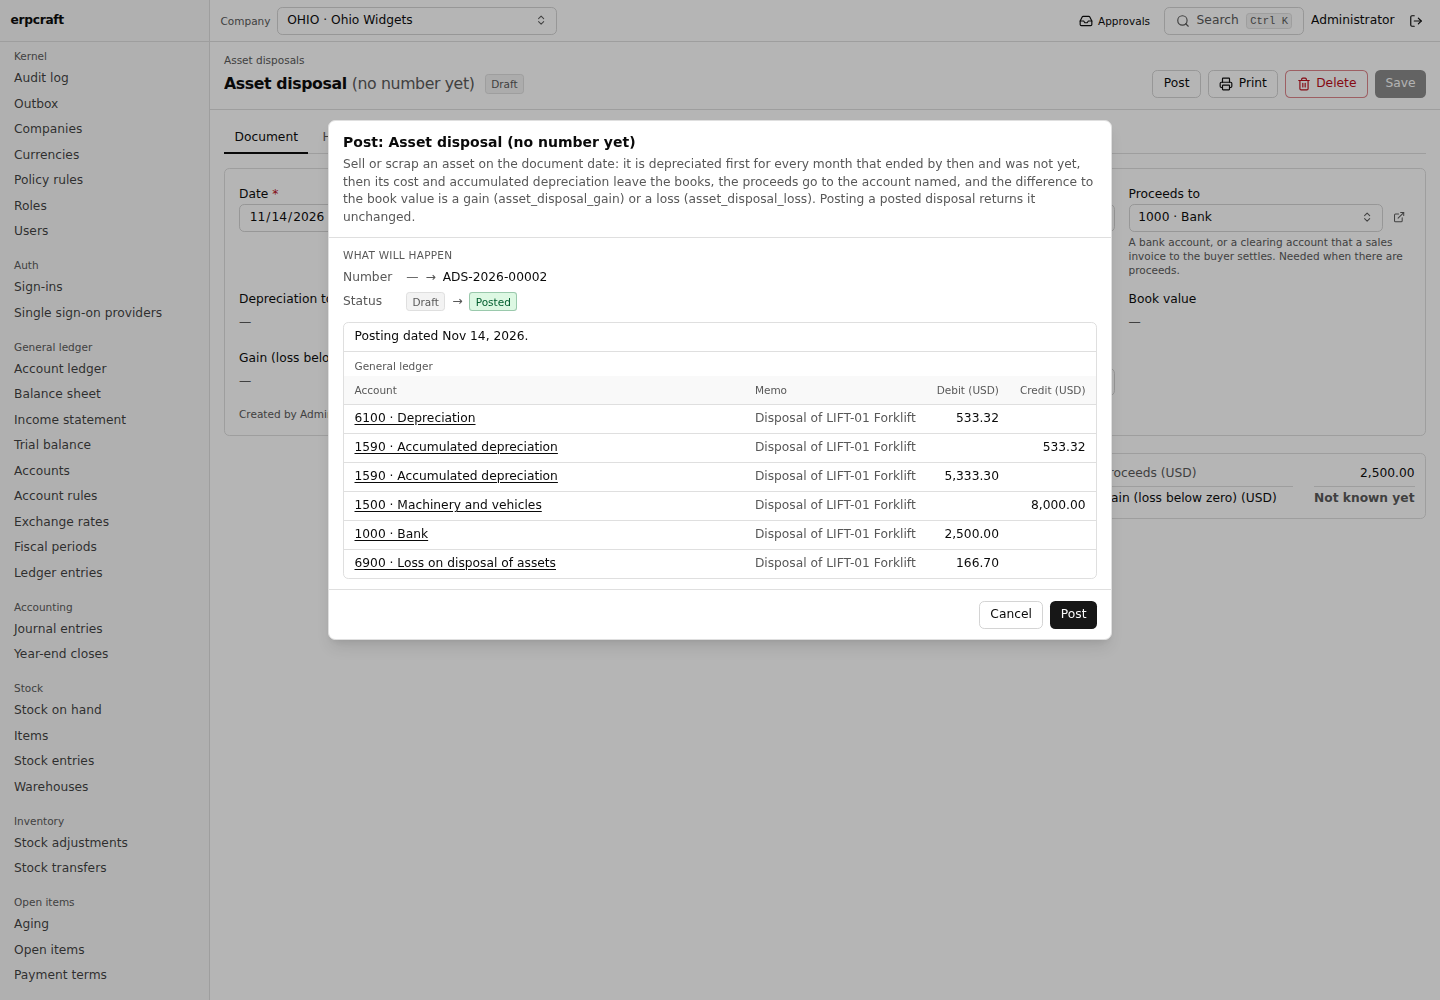 erpcraft
Company
OHIO · Ohio Widgets
Approvals
Search
Ctrl K
Administrator
Kernel
Audit log
Outbox
Companies
Currencies
Policy rules
Roles
Users
Auth
Sign-ins
Single sign-on providers
General ledger
Account ledger
Balance sheet
Income statement
Trial balance
Accounts
Account rules
Exchange rates
Fiscal periods
Ledger entries
Accounting
Journal entries
Year-end closes
Stock
Stock on hand
Items
Stock entries
Warehouses
Inventory
Stock adjustments
Stock transfers
Open items
Aging
Open items
Payment terms
Asset disposals
Asset disposal (no number yet) Draft
Post
Print
Delete
Save
Document
Date *
11/14/2026
Proceeds to
1000 · Bank
A bank account, or a clearing account that a sales
invoice to the buyer settles. Needed when there are
proceeds.
Depreciation
—
Book value
—
Gain (loss
—
Created by
(USD)
2,500.00
(loss below zero) (USD)
Not known yet
Post: Asset disposal (no number yet)
Sell or scrap an asset on the document date: it is depreciated first for every month that ended by then and was not yet,
then its cost and accumulated depreciation leave the books, the proceeds go to the account named, and the difference to
the book value is a gain (asset_disposal_gain) or a loss (asset_disposal_loss). Posting a posted disposal returns it
unchanged.
WHAT WILL HAPPEN
Number — → ADS-2026-00002
Status Draft → Posted
Posting dated Nov 14, 2026.
General ledger
Account Memo Debit (USD) Credit (USD)
6100 · Depreciation Disposal of LIFT-01 Forklift 533.32
1590 · Accumulated depreciation Disposal of LIFT-01 Forklift 533.32
1590 · Accumulated depreciation Disposal of LIFT-01 Forklift 5,333.30
1500 · Machinery and vehicles Disposal of LIFT-01 Forklift 8,000.00
1000 · Bank Disposal of LIFT-01 Forklift 2,500.00
6900 · Loss on disposal of assets Disposal of LIFT-01 Forklift 166.70
Cancel
Post